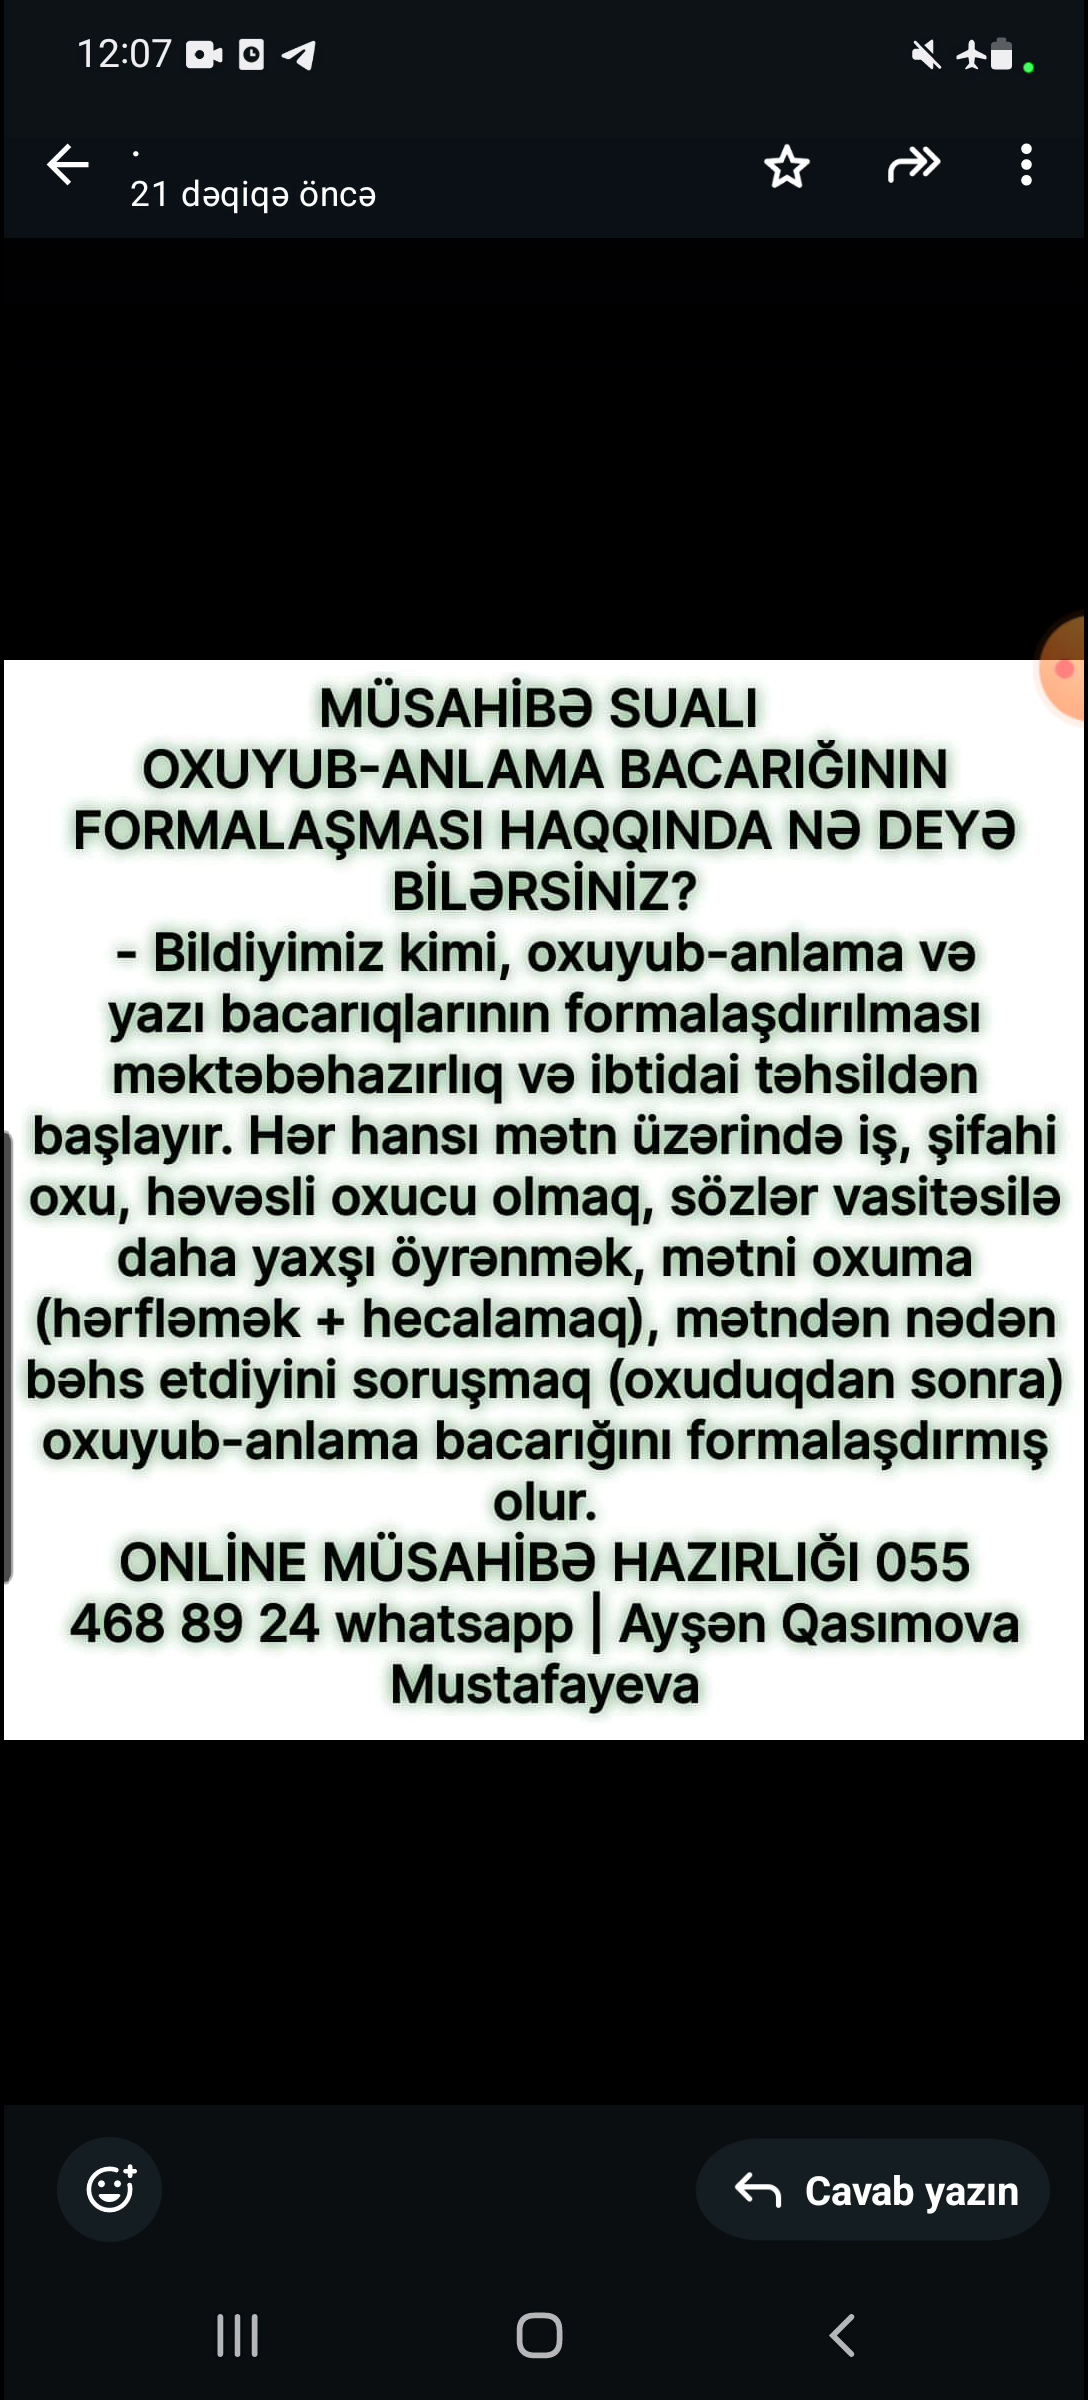 12:07
.
21 dəqiqə öncə
MÜSAHİBƏ SUALI
OXUYUB-ANLAMA BACARIĞININ
FORMALAŞMASI HAQQINDA NƏ DEYƏ
BİLƏRSİNİZ?
- Bildiyimiz kimi, oxuyub-anlama və
yazı bacarıqlarının formalaşdırılması
məktəbəhazırlıq və ibtidai təhsildən
başlayır. Hər hansı mətn üzərində iş, şifahi
oxu, həvəsli oxucu olmaq, sözlər vasitəsilə
daha yaxşı öyrənmək, mətni oxuma
(hərfləmək + hecalamaq), mətndən nədən
bəhs etdiyini soruşmaq (oxuduqdan sonra)
oxuyub-anlama bacarığını formalaşdırmış
olur.
ONLİNE MÜSAHİBƏ HAZIRLIĞI 055
468 89 24 whatsapp | Ayşən Qasımova
Mustafayeva
Cavab yazın